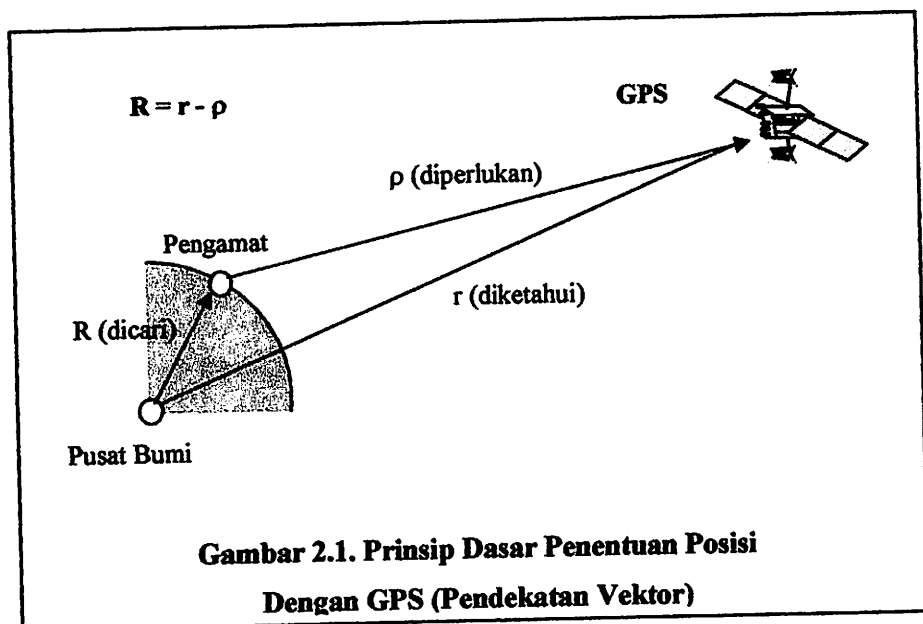 R = r - ρ
GPS
ρ (diperlukan)
Pengamat
r (diketahui)
R (dicari)
Pusat Bumi
Gambar 2.1. Prinsip Dasar Penentuan Posisi
Dengan GPS (Pendekatan Vektor)